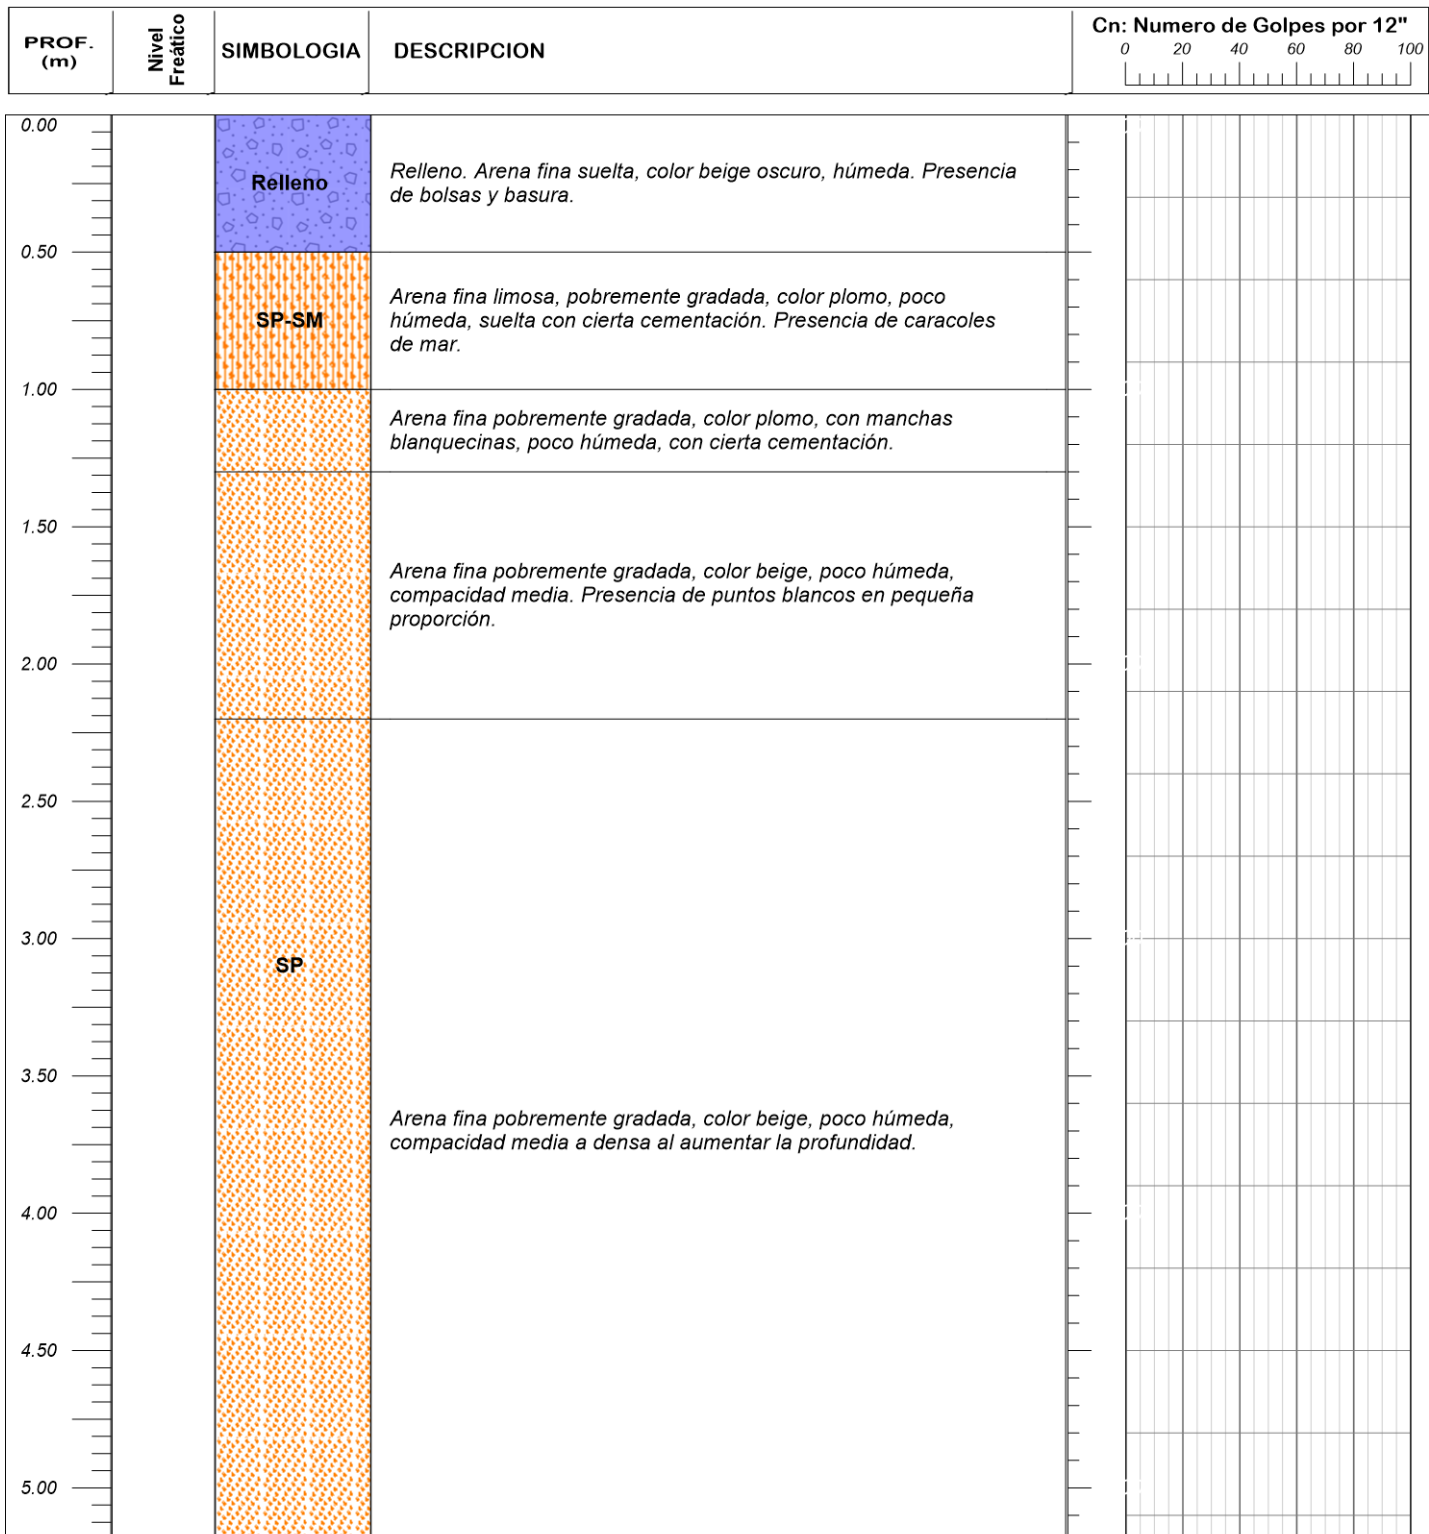 PROF.
(m)
Nivel
Freático
SIMBOLOGIA
DESCRIPCION
Cn: Numero de Golpes por 12"
0 20 40 60 80 100
0.00
Relleno
Relleno. Arena fina suelta, color beige oscuro, húmeda. Presencia
de bolsas y basura.
0.50
SP-SM
Arena fina limosa, pobremente gradada, color plomo, poco
húmeda, suelta con cierta cementación. Presencia de caracoles
de mar.
1.00
Arena fina pobremente gradada, color plomo, con manchas
blanquecinas, poco húmeda, con cierta cementación.
1.50
Arena fina pobremente gradada, color beige, poco húmeda,
compacidad media. Presencia de puntos blancos en pequeña
proporción.
2.00
2.50
3.00
SP
3.50
Arena fina pobremente gradada, color beige, poco húmeda,
compacidad media a densa al aumentar la profundidad.
4.00
4.50
5.00